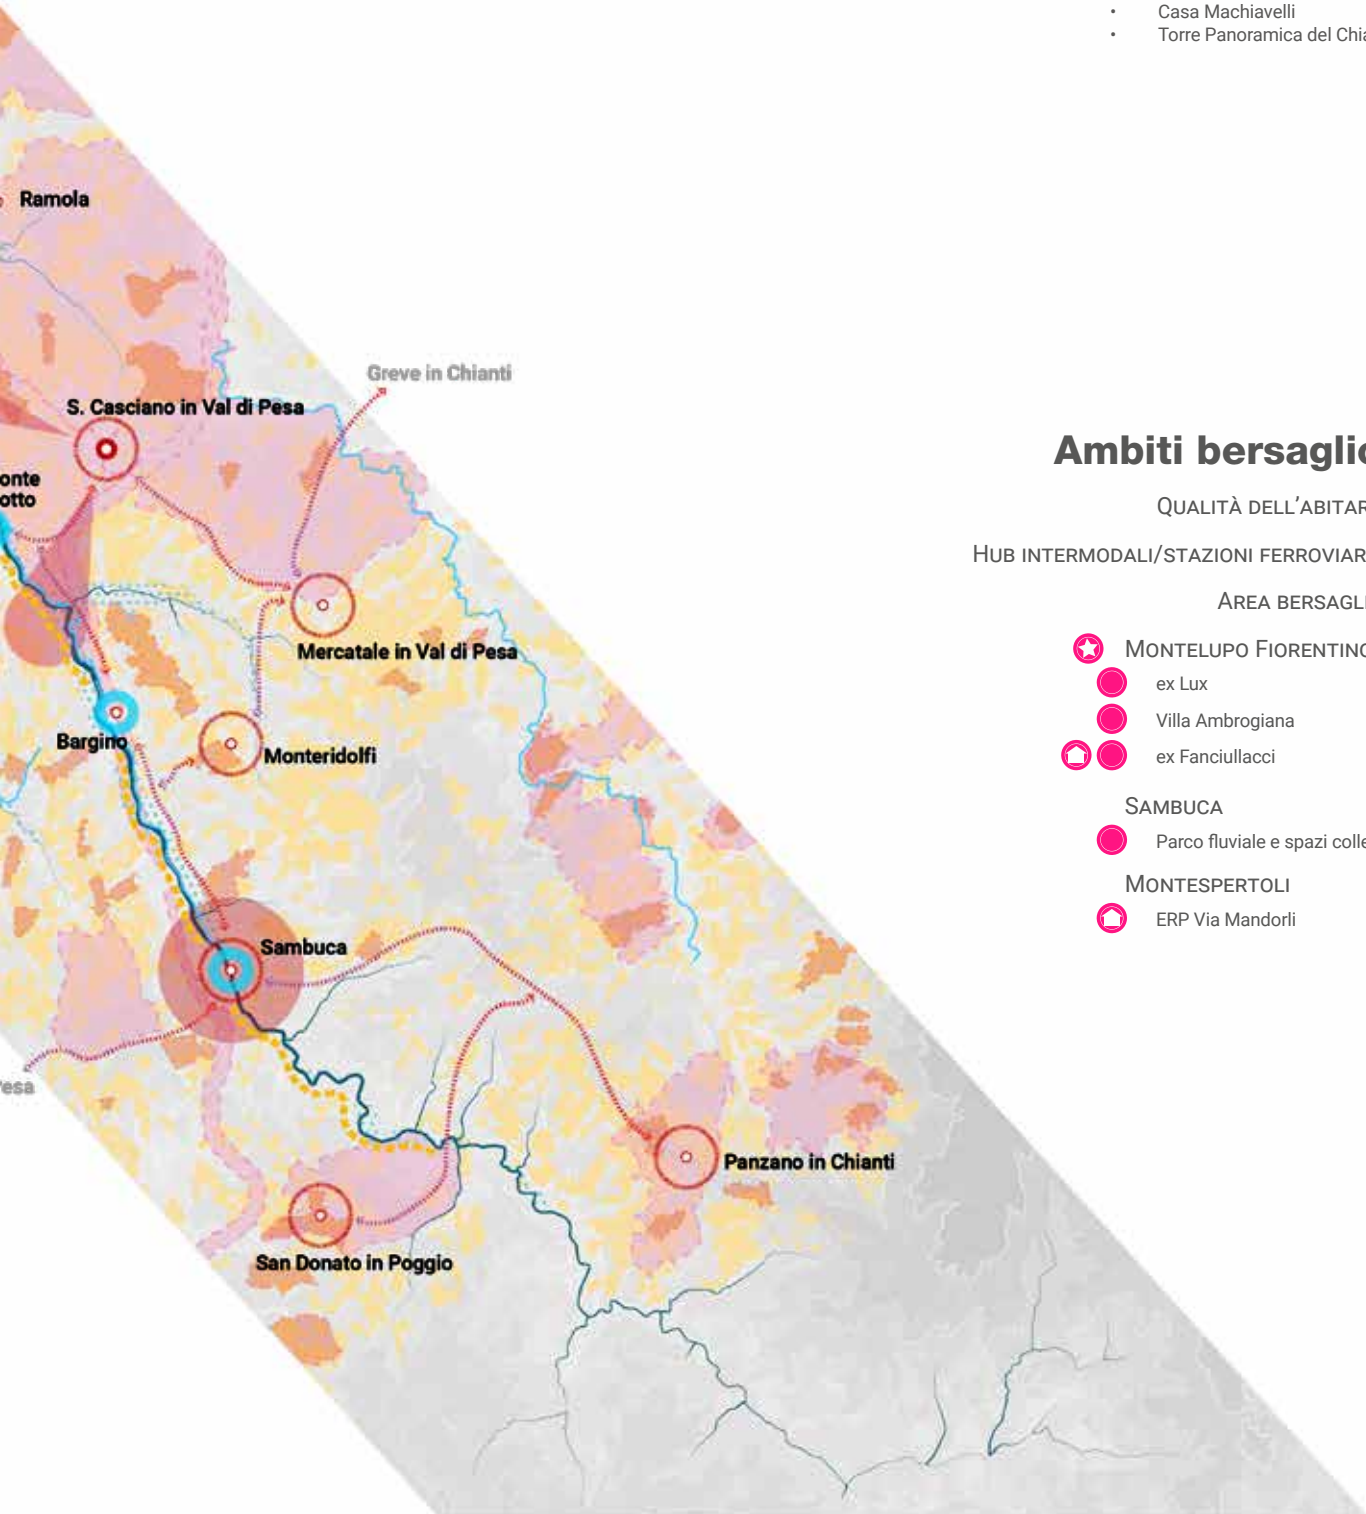 • Casa Machiavelli
• Torre Panoramica del Chia
Ramola
Greve in Chianti
S. Casciano in Val di Pesa
onte
otto
Mercatale in Val di Pesa
Bargino
Monteridolfi
Sambuca
esa
Panzano in Chianti
San Donato in Poggio
Ambiti bersaglio
QUALITÀ DELL'ABITAR
HUB INTERMODALI/STAZIONI FERROVIAR
AREA BERSAGLI
MONTELUPO FIORENTINO
ex Lux
Villa Ambrogiana
ex Fanciullacci
SAMBUCA
Parco fluviale e spazi colle
MONTESPERTOLI
ERP Via Mandorli